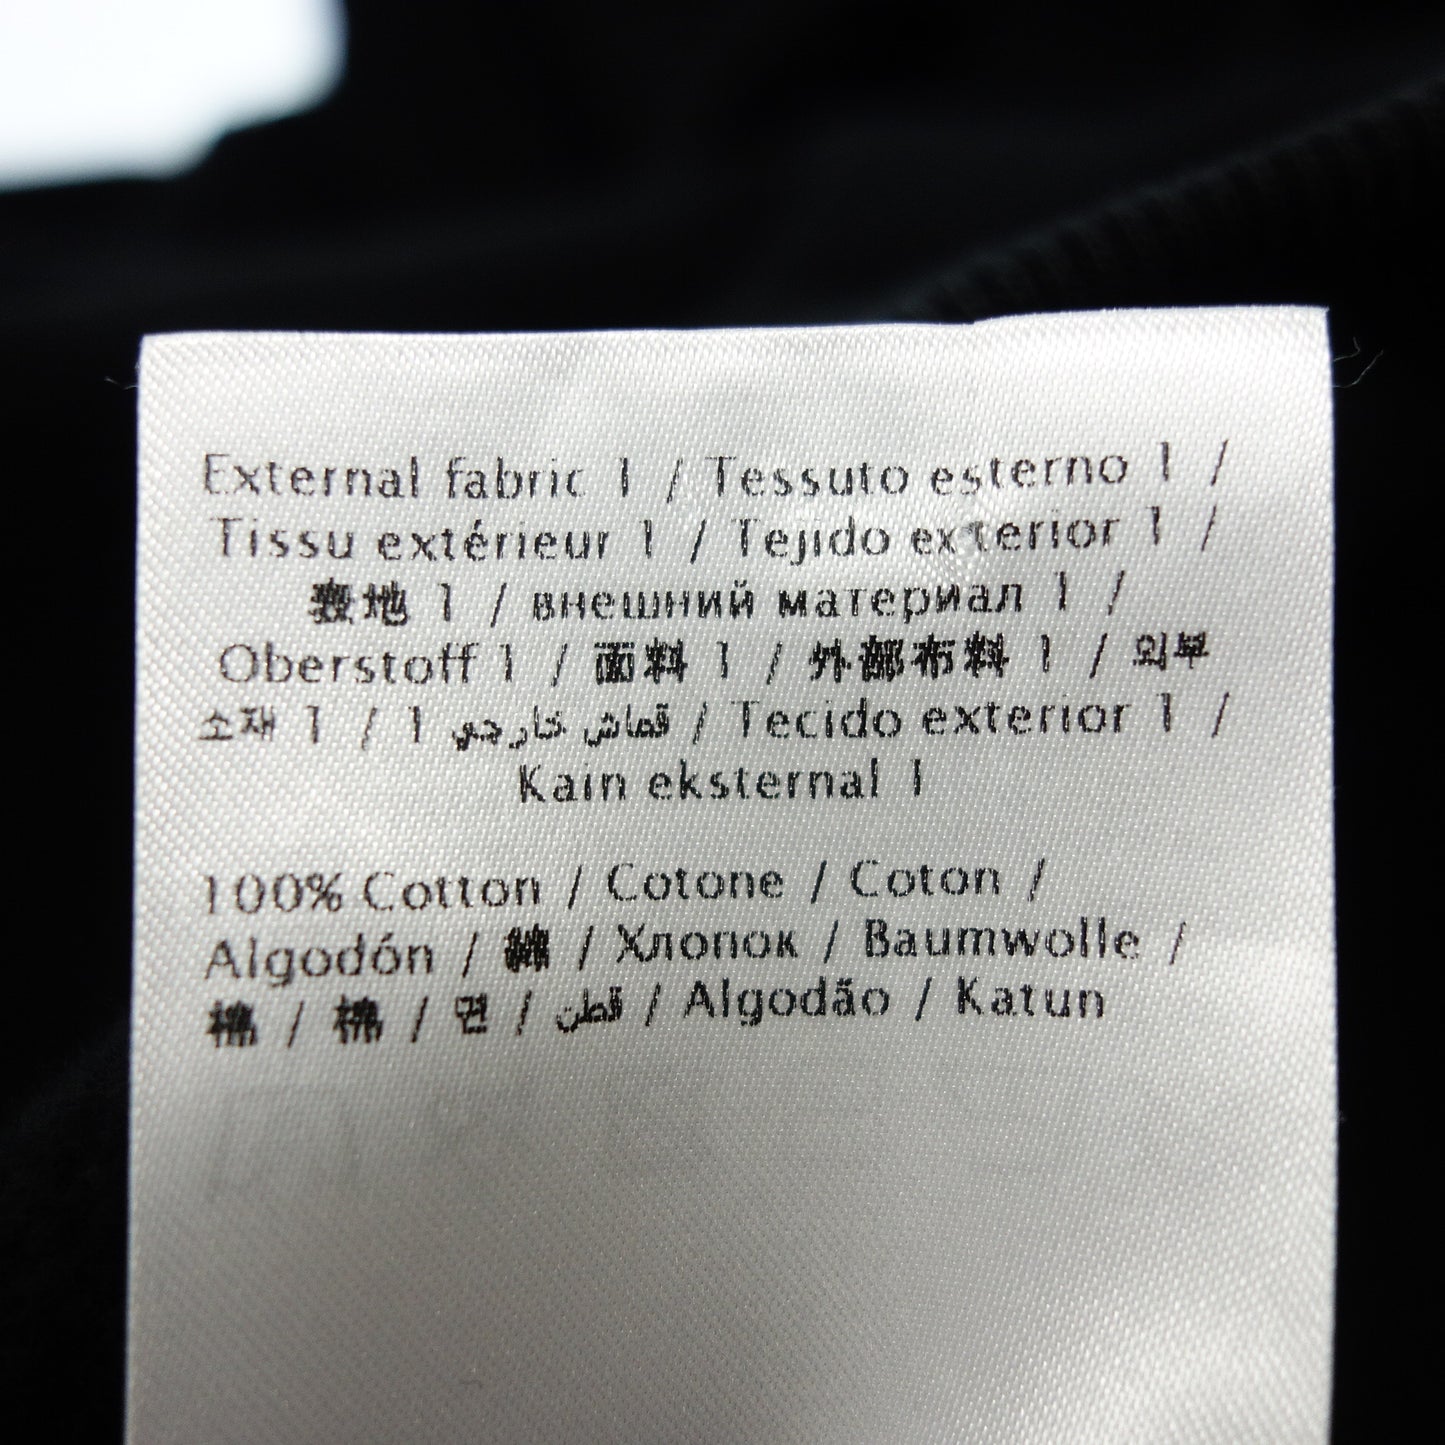 External fabric 1 / Tessuto esterno 1 /
Tissu extérieur 1 / Tejido exterior 1 /
表地 1 / внешний материал 1 /
Oberstoff 1 / 面料 1 / 外部布料 1 / 외부
소재 1 / قماش خارجي 1 / Tecido exterior 1 /
Kain eksternal 1
100% Cotton / Cotone / Coton /
Algodón / 綿 / Хлопок / Baumwolle /
棉 / 棉 / 면 / قطن / Algodão / Katun